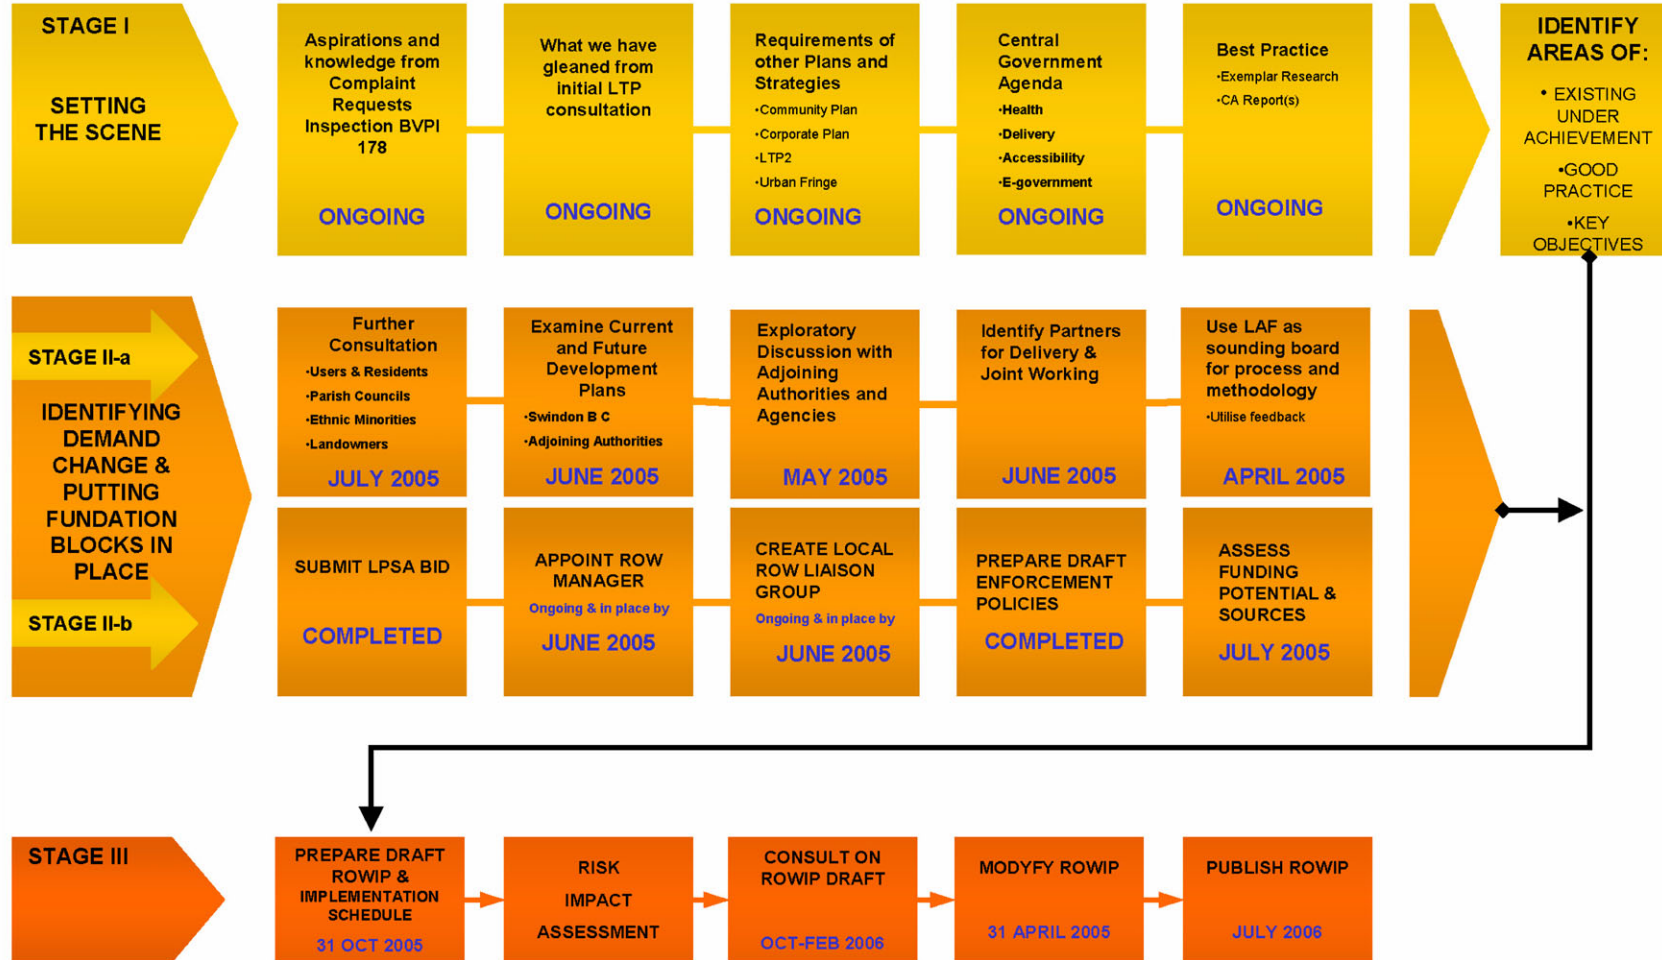 STAGE I
SETTING
THE SCENE
Aspirations and
knowledge from
Complaint
Requests
Inspection BVPI
178
ONGOING
What we have
gleaned from
initial LTP
consultation
ONGOING
Requirements of
other Plans and
Strategies
•Community Plan
•Corporate Plan
•LTP2
•Urban Fringe
ONGOING
Central
Government
Agenda
•Health
•Delivery
•Accessibility
•E-government
ONGOING
Best Practice
•Exemplar Research
•CA Report(s)
ONGOING
IDENTIFY
AREAS OF:
• EXISTING
UNDER
ACHIEVEMENT
•GOOD
PRACTICE
•KEY
OBJECTIVES
STAGE II-a
IDENTIFYING
DEMAND
CHANGE &
PUTTING
FUNDATION
BLOCKS IN
PLACE
STAGE II-b
Further
Consultation
•Users & Residents
•Parish Councils
•Ethnic Minorities
•Landowners
JULY 2005
Examine Current
and Future
Development
Plans
•Swindon B C
•Adjoining Authorities
JUNE 2005
Exploratory
Discussion with
Adjoining
Authorities and
Agencies
MAY 2005
Identify Partners
for Delivery &
Joint Working
JUNE 2005
Use LAF as
sounding board
for process and
methodology
•Utilise feedback
APRIL 2005
SUBMIT LPSA BID
COMPLETED
APPOINT ROW
MANAGER
Ongoing & in place by
JUNE 2005
CREATE LOCAL
ROW LIAISON
GROUP
Ongoing & in place by
JUNE 2005
PREPARE DRAFT
ENFORCEMENT
POLICIES
COMPLETED
ASSESS
FUNDING
POTENTIAL &
SOURCES
JULY 2005
STAGE III
PREPARE DRAFT
ROWIP &
IMPLEMENTATION
SCHEDULE
31 OCT 2005
RISK
IMPACT
ASSESSMENT
CONSULT ON
ROWIP DRAFT
OCT-FEB 2006
MODYFY ROWIP
31 APRIL 2005
PUBLISH ROWIP
JULY 2006